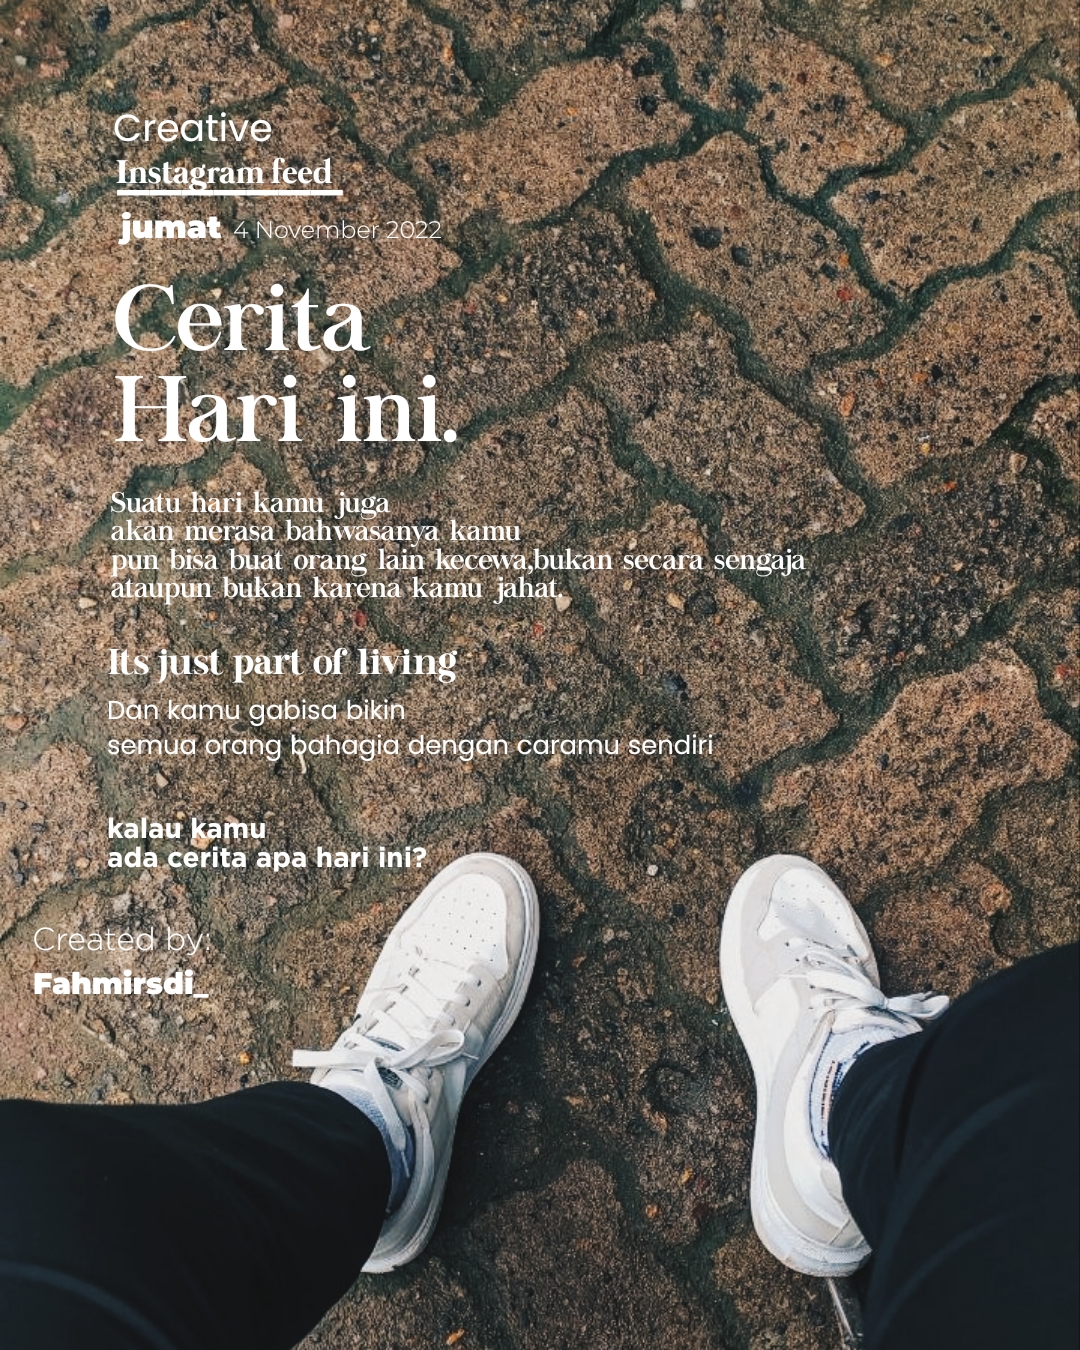 Creative
Instagram feed
jumat 4 November 2022
Cerita
Hari ini.
Suatu hari kamu juga
akan merasa bahwasanya kamu
pun bisa buat orang lain kecewa,bukan secara sengaja
ataupun bukan karena kamu jahat.
Its just part of living
Dan kamu gabisa bikin
semua orang bahagia dengan caramu sendiri
kalau kamu
ada cerita apa hari ini?
Created by:
Fahmirsdi_